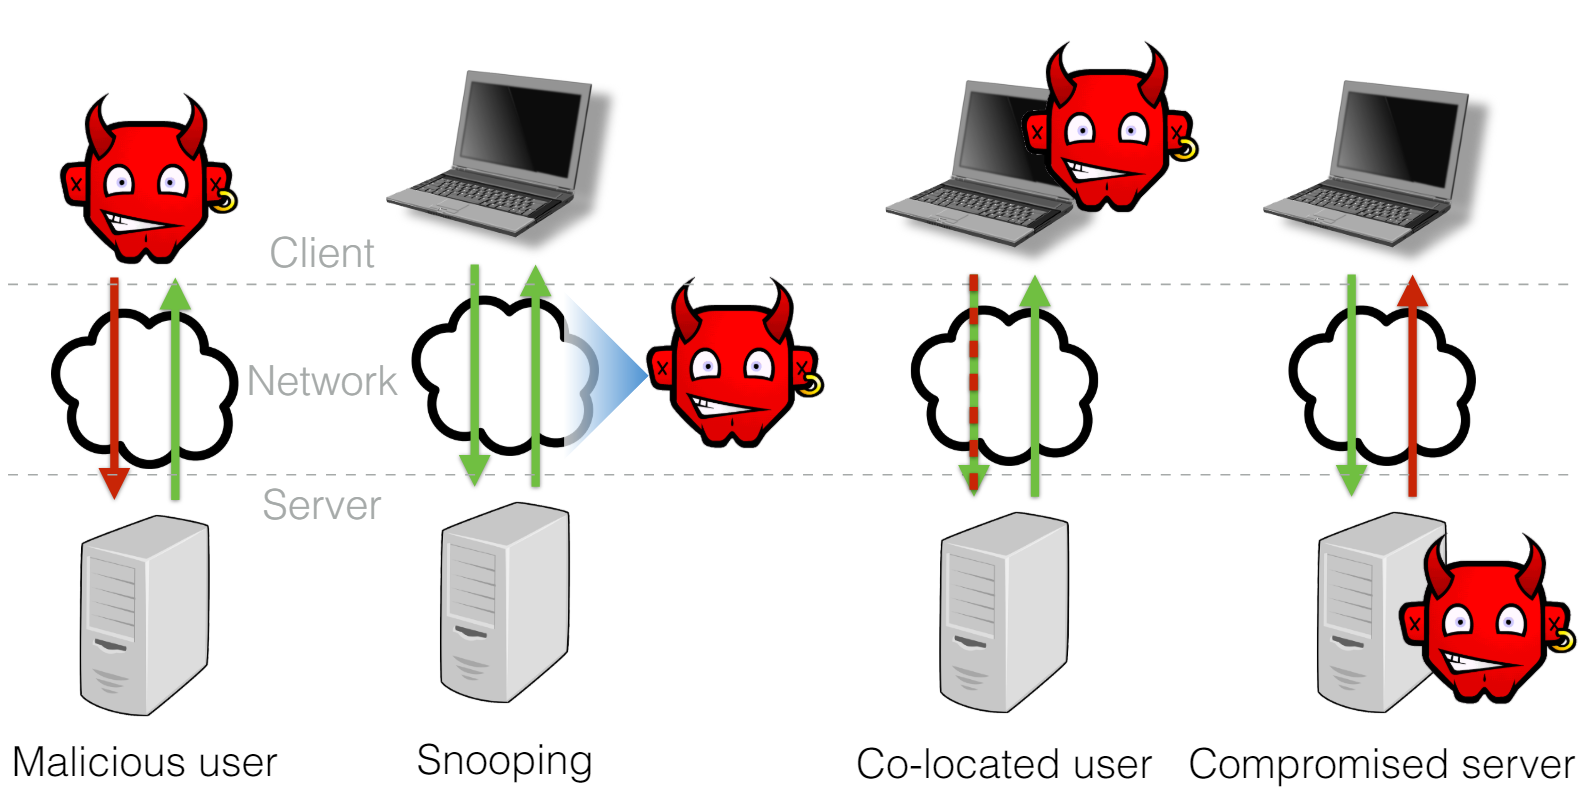 Client
Network
Server
Malicious user
Snooping
Co-located user
Compromised server